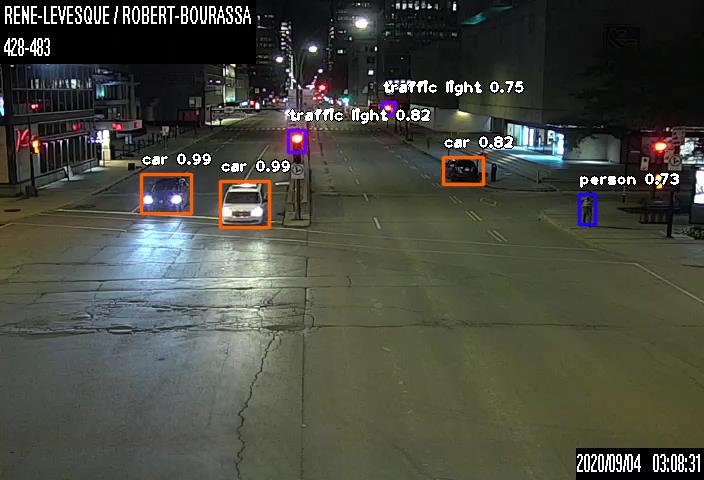 RENE-LEVESQUE / ROBERT-BOURASSA
428-483
traffic light 0.75
traffic light 0.82
car 0.82
car 0.99
car 0.99
person 0.73
2020/09/04 03:08:31